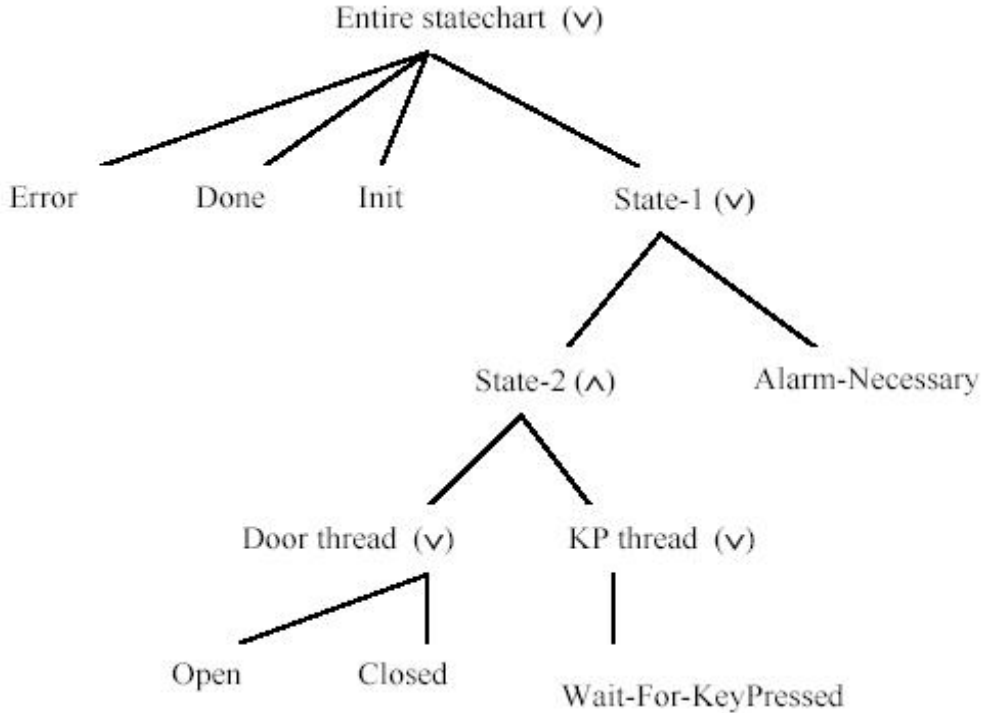 Entire statechart (∨)
Error Done Init State-1 (∨)
State-2 (∧) Alarm-Necessary
Door thread (∨) KP thread (∨)
Open Closed Wait-For-KeyPressed